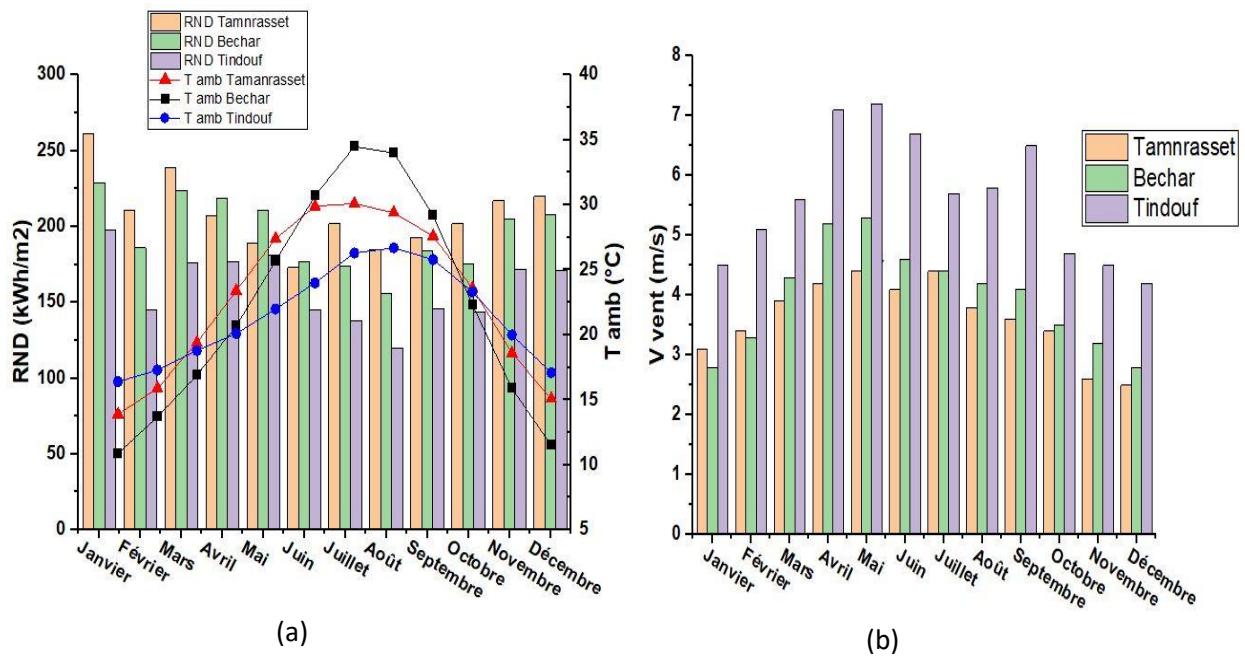 RND Tamnrasset
RND Bechar
RND Tindouf
T amb Tamanrasset
T amb Bechar
T amb Tindouf
RND (kWh/m2)
300
250
200
150
100
50
0
T amb (°C)
40
35
30
25
20
15
10
5
Janvier
Février
Mars
Avril
Mai
Juin
Juillet
Août
Septembre
Octobre
Novembre
Décembre
(a)
V vent (m/s)
8
7
6
5
4
3
2
1
0
Tamnrasset
Bechar
Tindouf
Janvier
Février
Mars
Avril
Mai
Juin
Juillet
Août
Septembre
Octobre
Novembre
Décembre
(b)